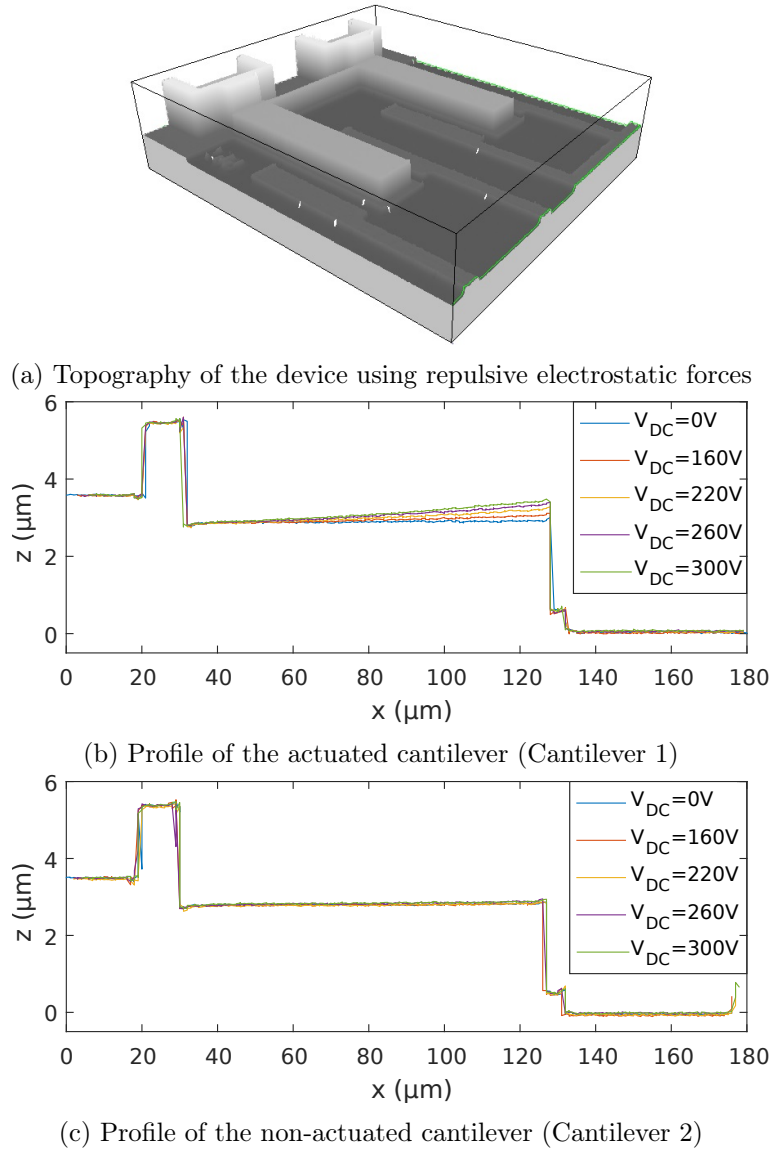 (a) Topography of the device using repulsive electrostatic forces
6
4
2
0
z (µm)
V_DC=0V
V_DC=160V
V_DC=220V
V_DC=260V
V_DC=300V
0 20 40 60 80 100 120 140 160 180
x (µm)
(b) Profile of the actuated cantilever (Cantilever 1)
6
4
2
0
z (µm)
V_DC=0V
V_DC=160V
V_DC=220V
V_DC=260V
V_DC=300V
0 20 40 60 80 100 120 140 160 180
x (µm)
(c) Profile of the non-actuated cantilever (Cantilever 2)